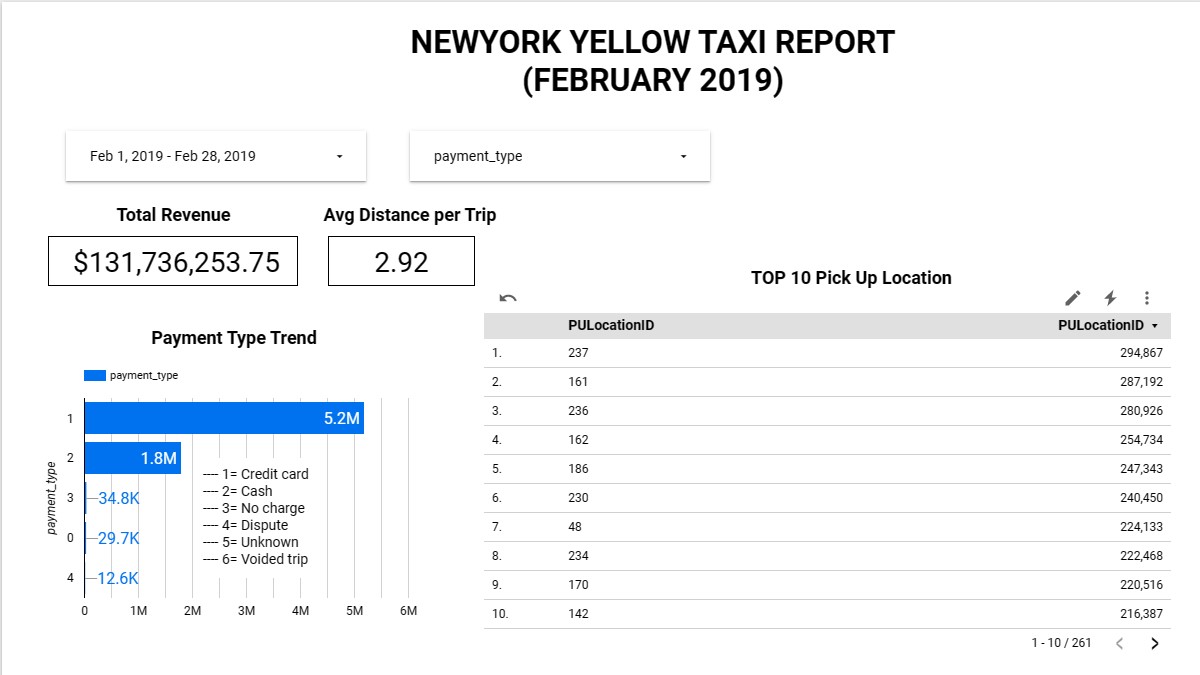 NEWYORK YELLOW TAXI REPORT
(FEBRUARY 2019)
Feb 1, 2019 - Feb 28, 2019
payment_type
Total Revenue
Avg Distance per Trip
$131,736,253.75
2.92
Payment Type Trend
payment_type
payment_type
1
5.2M
2
1.8M
3
34.8K
0
29.7K
4
12.6K
---- 1= Credit card
---- 2= Cash
---- 3= No charge
---- 4= Dispute
---- 5= Unknown
---- 6= Voided trip
0 1M 2M 3M 4M 5M 6M
TOP 10 Pick Up Location
PULocationID PULocationID
1. 237 294,867
2. 161 287,192
3. 236 280,926
4. 162 254,734
5. 186 247,343
6. 230 240,450
7. 48 224,133
8. 234 222,468
9. 170 220,516
10. 142 216,387
1 - 10 / 261